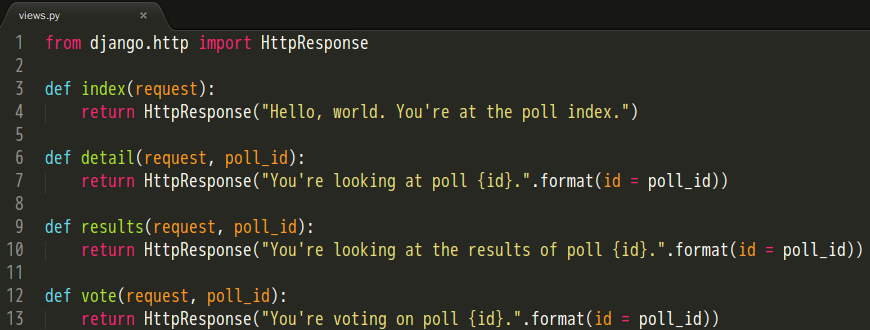 views.py ×
1 from django.http import HttpResponse
2
3 def index(request):
4     return HttpResponse("Hello, world. You're at the poll index.")
5
6 def detail(request, poll_id):
7     return HttpResponse("You're looking at poll {id}.".format(id = poll_id))
8
9 def results(request, poll_id):
10     return HttpResponse("You're looking at the results of poll {id}.".format(id = poll_id))
11
12 def vote(request, poll_id):
13     return HttpResponse("You're voting on poll {id}.".format(id = poll_id))